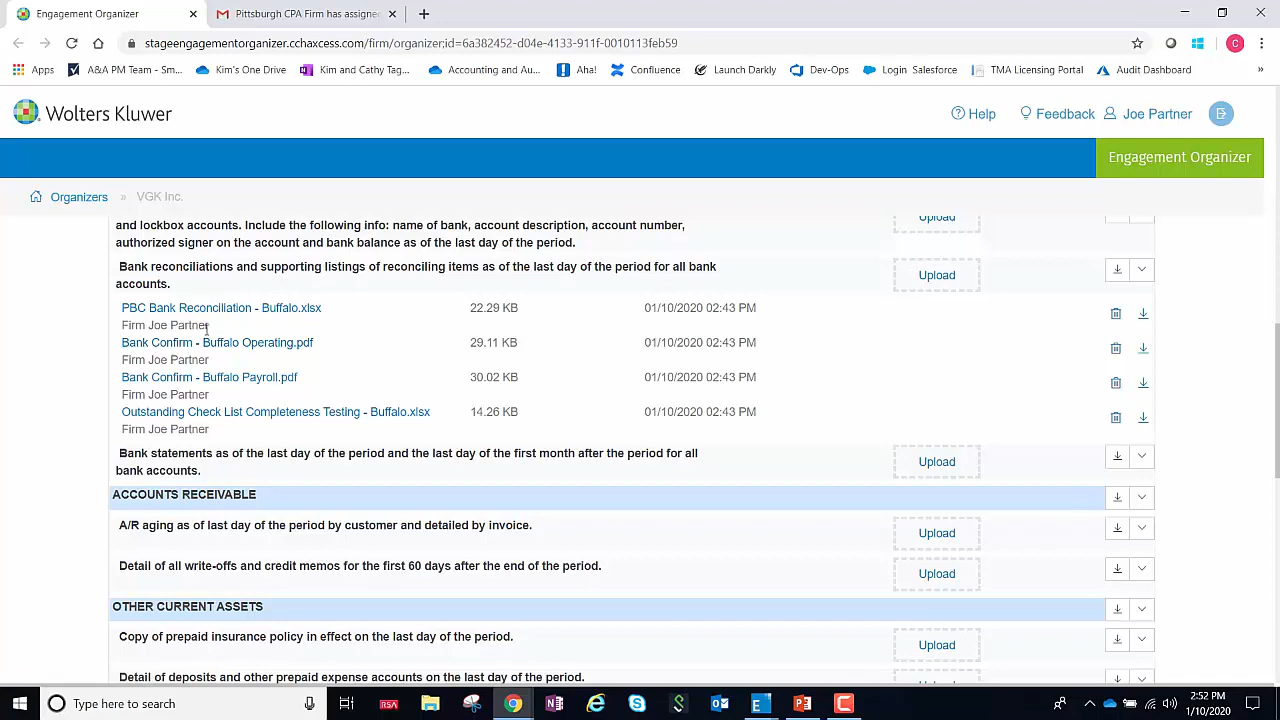 Engagement Organizer
Pittsburgh CPA Firm has assigne
stageengagementorganizer.cchaxcess.com/firm/organizer;id=6a382452-d04e-4133-911f-0010113feb59
Apps
A&A PM Team - Sm...
Kim's One Drive
Kim and Cathy Tag...
Accounting and Au...
Aha!
Confluence
Launch Darkly
Dev-Ops
Login Salesforce
TMA Licensing Portal
Audit Dashboard
Wolters Kluwer
Help
Feedback
Joe Partner
Engagement Organizer
Organizers » VGK Inc.
and lockbox accounts. Include the following info: name of bank, account description, account number,
authorized signer on the account and bank balance as of the last day of the period.
Upload
Bank reconciliations and supporting listings of reconciling items as of the last day of the period for all bank
accounts.
Upload
PBC Bank Reconciliation - Buffalo.xlsx 22.29 KB 01/10/2020 02:43 PM
Firm Joe Partner
Bank Confirm - Buffalo Operating.pdf 29.11 KB 01/10/2020 02:43 PM
Firm Joe Partner
Bank Confirm - Buffalo Payroll.pdf 30.02 KB 01/10/2020 02:43 PM
Firm Joe Partner
Outstanding Check List Completeness Testing - Buffalo.xlsx 14.26 KB 01/10/2020 02:43 PM
Firm Joe Partner
Bank statements as of the last day of the period and the last day of the first month after the period for all
bank accounts.
Upload
ACCOUNTS RECEIVABLE
A/R aging as of last day of the period by customer and detailed by invoice.
Upload
Detail of all write-offs and credit memos for the first 60 days after the end of the period.
Upload
OTHER CURRENT ASSETS
Copy of prepaid insurance policy in effect on the last day of the period.
Upload
Detail of deposits and other prepaid expense accounts on the last day of the period.
Upload
Type here to search
RSA
2:52 PM
1/10/2020